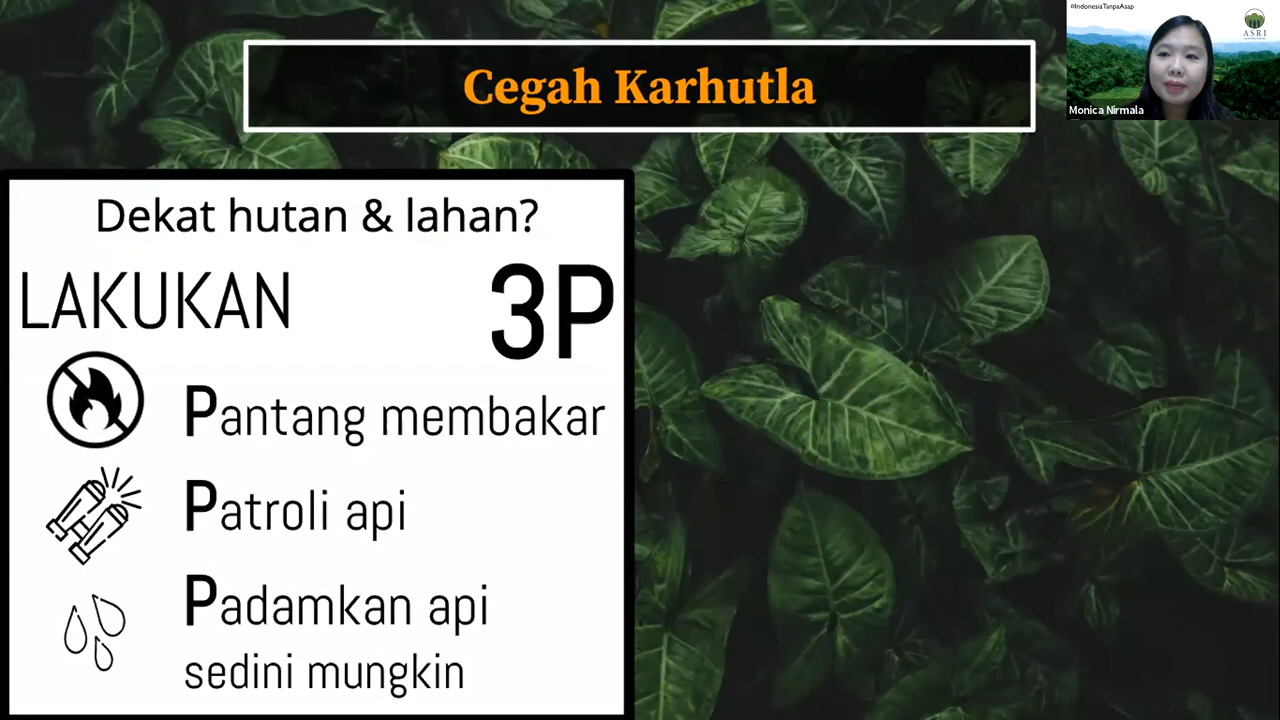 Cegah Karhutla
#IndonesiaTanpaAsap
ASRI
Monica Nirmala
Dekat hutan & lahan?
LAKUKAN 3P
Pantang membakar
Patroli api
Padamkan api
sedini mungkin